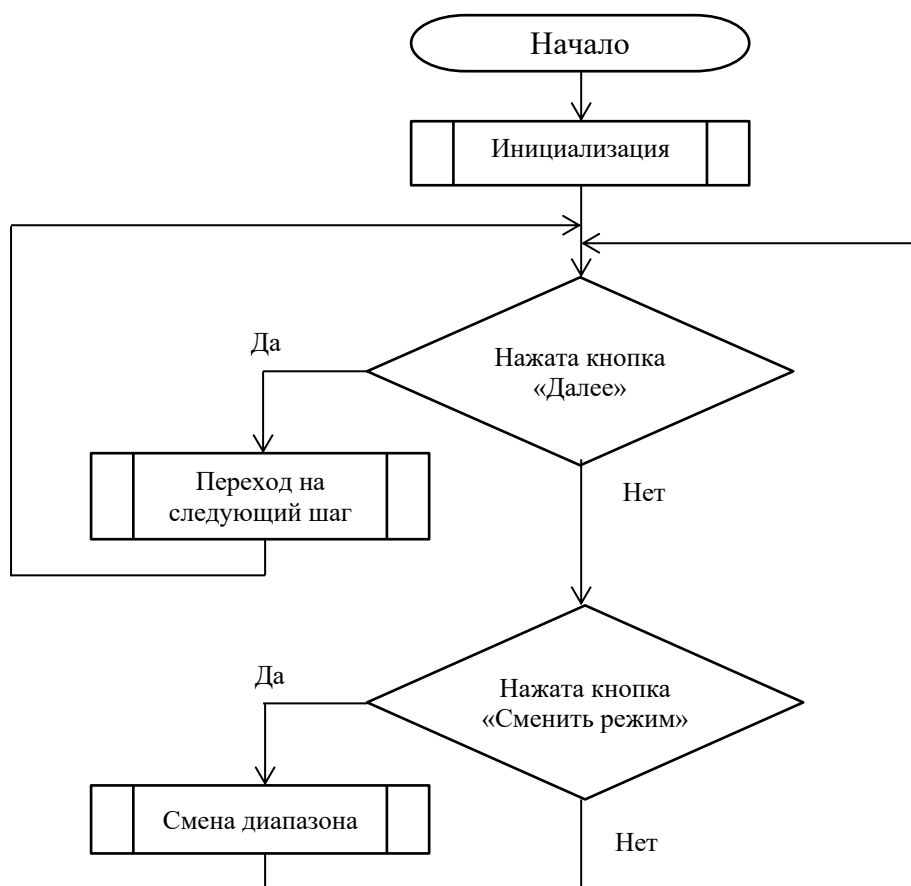 Начало
Инициализация
Нажата кнопка
«Далее»
Да
Переход на
следующий шаг
Нет
Нажата кнопка
«Сменить режим»
Да
Смена диапазона
Нет